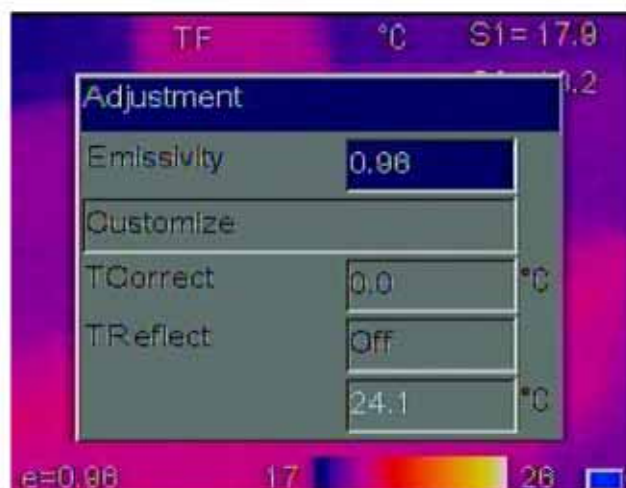 TF °C S1= 17.9
Adjustment
Emissivity 0.96
Customize
TCorrect 0.0 °C
TReflect Off
24.1 °C
e=0.96 17 26